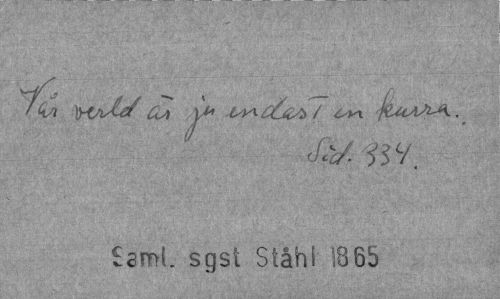 Vår verld är ju endast en kurra.
Sid. 334.
Saml. sgst Ståhl 1865